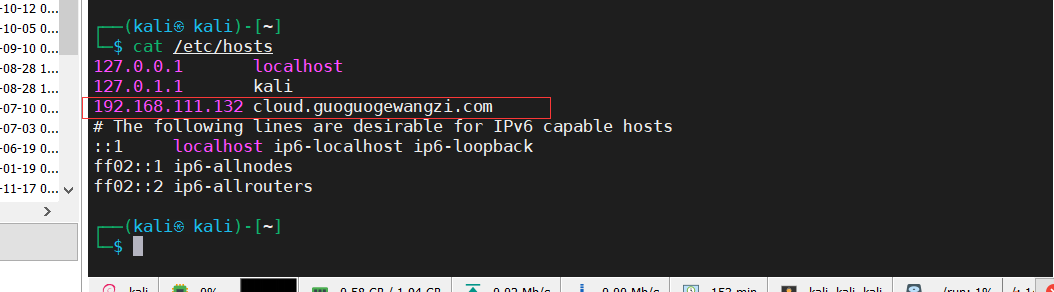 -10-12 0...
-10-05 0...
-09-10 0...
-08-28 1...
-08-28 1...
-07-10 0...
-07-03 0...
-06-19 0...
-01-19 0...
-11-17 0...
┌──(kali㉿ kali)-[~]
└─$ cat /etc/hosts
127.0.0.1 localhost
127.0.1.1 kali
192.168.111.132 cloud.guoguogewangzi.com
# The following lines are desirable for IPv6 capable hosts
::1 localhost ip6-localhost ip6-loopback
ff02::1 ip6-allnodes
ff02::2 ip6-allrouters
┌──(kali㉿ kali)-[~]
└─$
kali 0% 0.58 GB / 1.94 GB 0.02 Mb/s 0.00 Mb/s 153 min kali kali kali /run: 1%